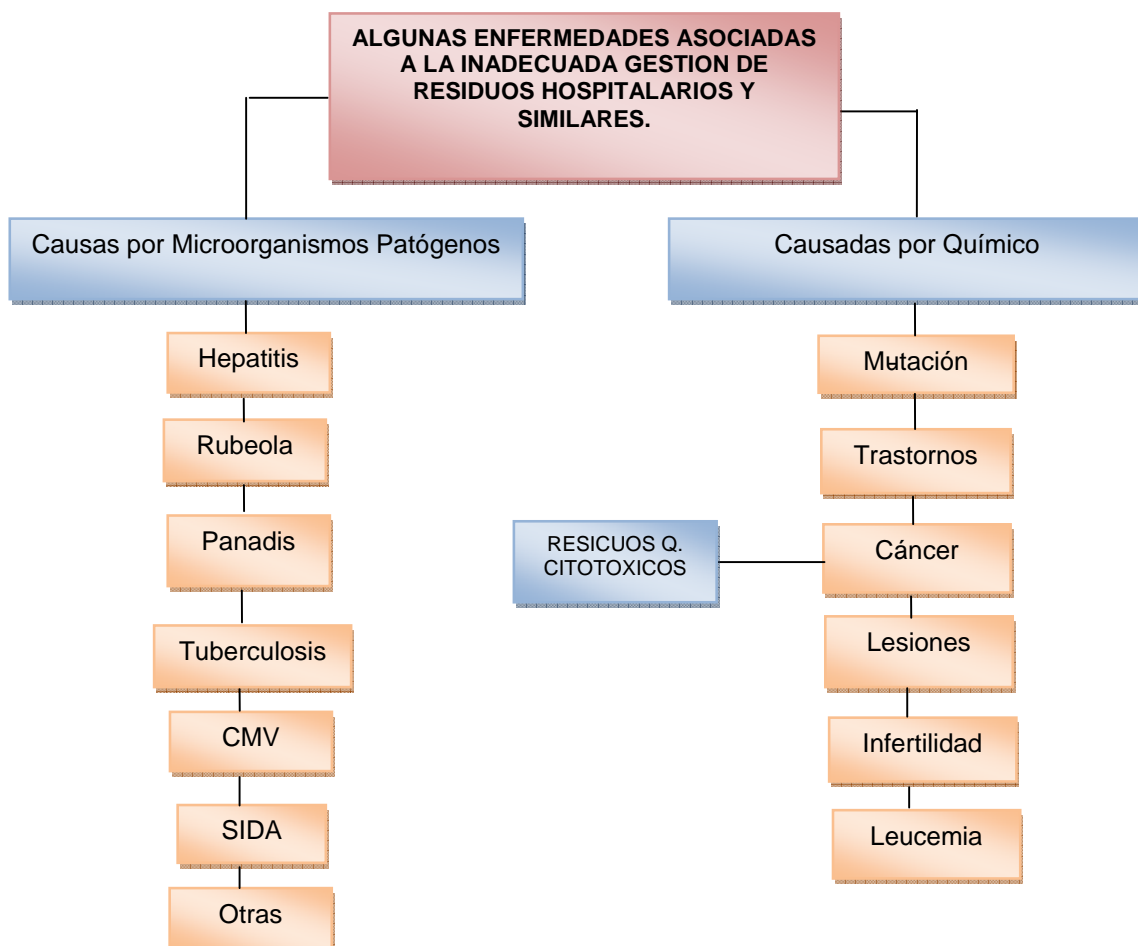 ALGUNAS ENFERMEDADES ASOCIADAS
A LA INADECUADA GESTION DE
RESIDUOS HOSPITALARIOS Y
SIMILARES.
Causas por Microorganismos Patógenos
Hepatitis
Rubeola
Panadis
Tuberculosis
CMV
SIDA
Otras
Causadas por Químico
Mutación
Trastornos
RESICUOS Q.
CITOTOXICOS
Cáncer
Lesiones
Infertilidad
Leucemia